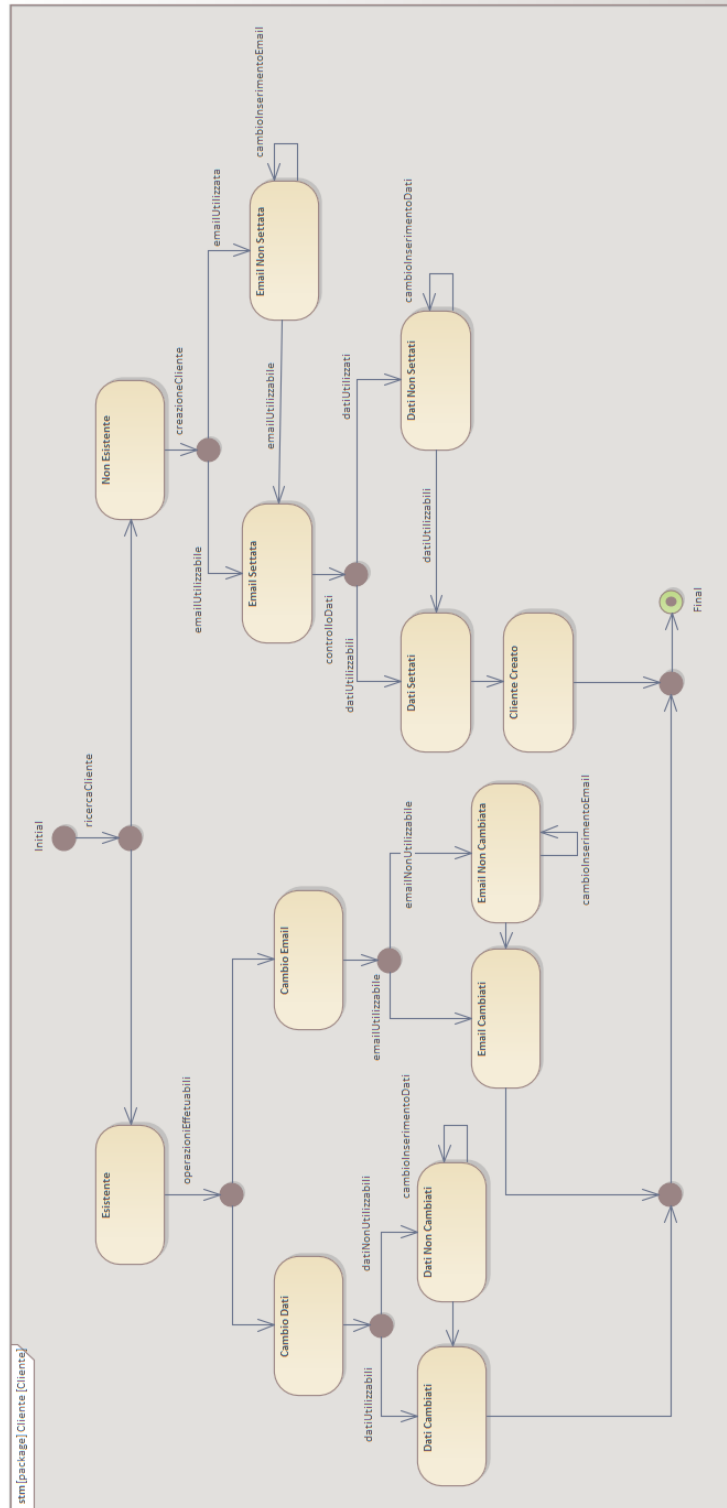 stm [package] Cliente [Cliente]
Initial
ricercaCliente
Esistente
Non Esistente
operazioniEffetuabili
creazioneCliente
Cambio Dati
Cambio Email
emailUtilizzabile
emailUtilizzata
Email Settata
emailUtilizzabile
Email Non Settata
cambioInserimentoEmail
controlloDati
datiUtilizzabili
datiNonUtilizzabili
emailUtilizzabile
emailNonUtilizzabile
datiUtilizzabili
datiUtilizzati
Dati Cambiati
Dati Non Cambiati
cambioInserimentoDati
Dati Settati
datiUtilizzabili
Dati Non Settati
cambioInserimentoDati
Email Cambiati
Email Non Cambiata
cambioInserimentoEmail
Cliente Creato
Final